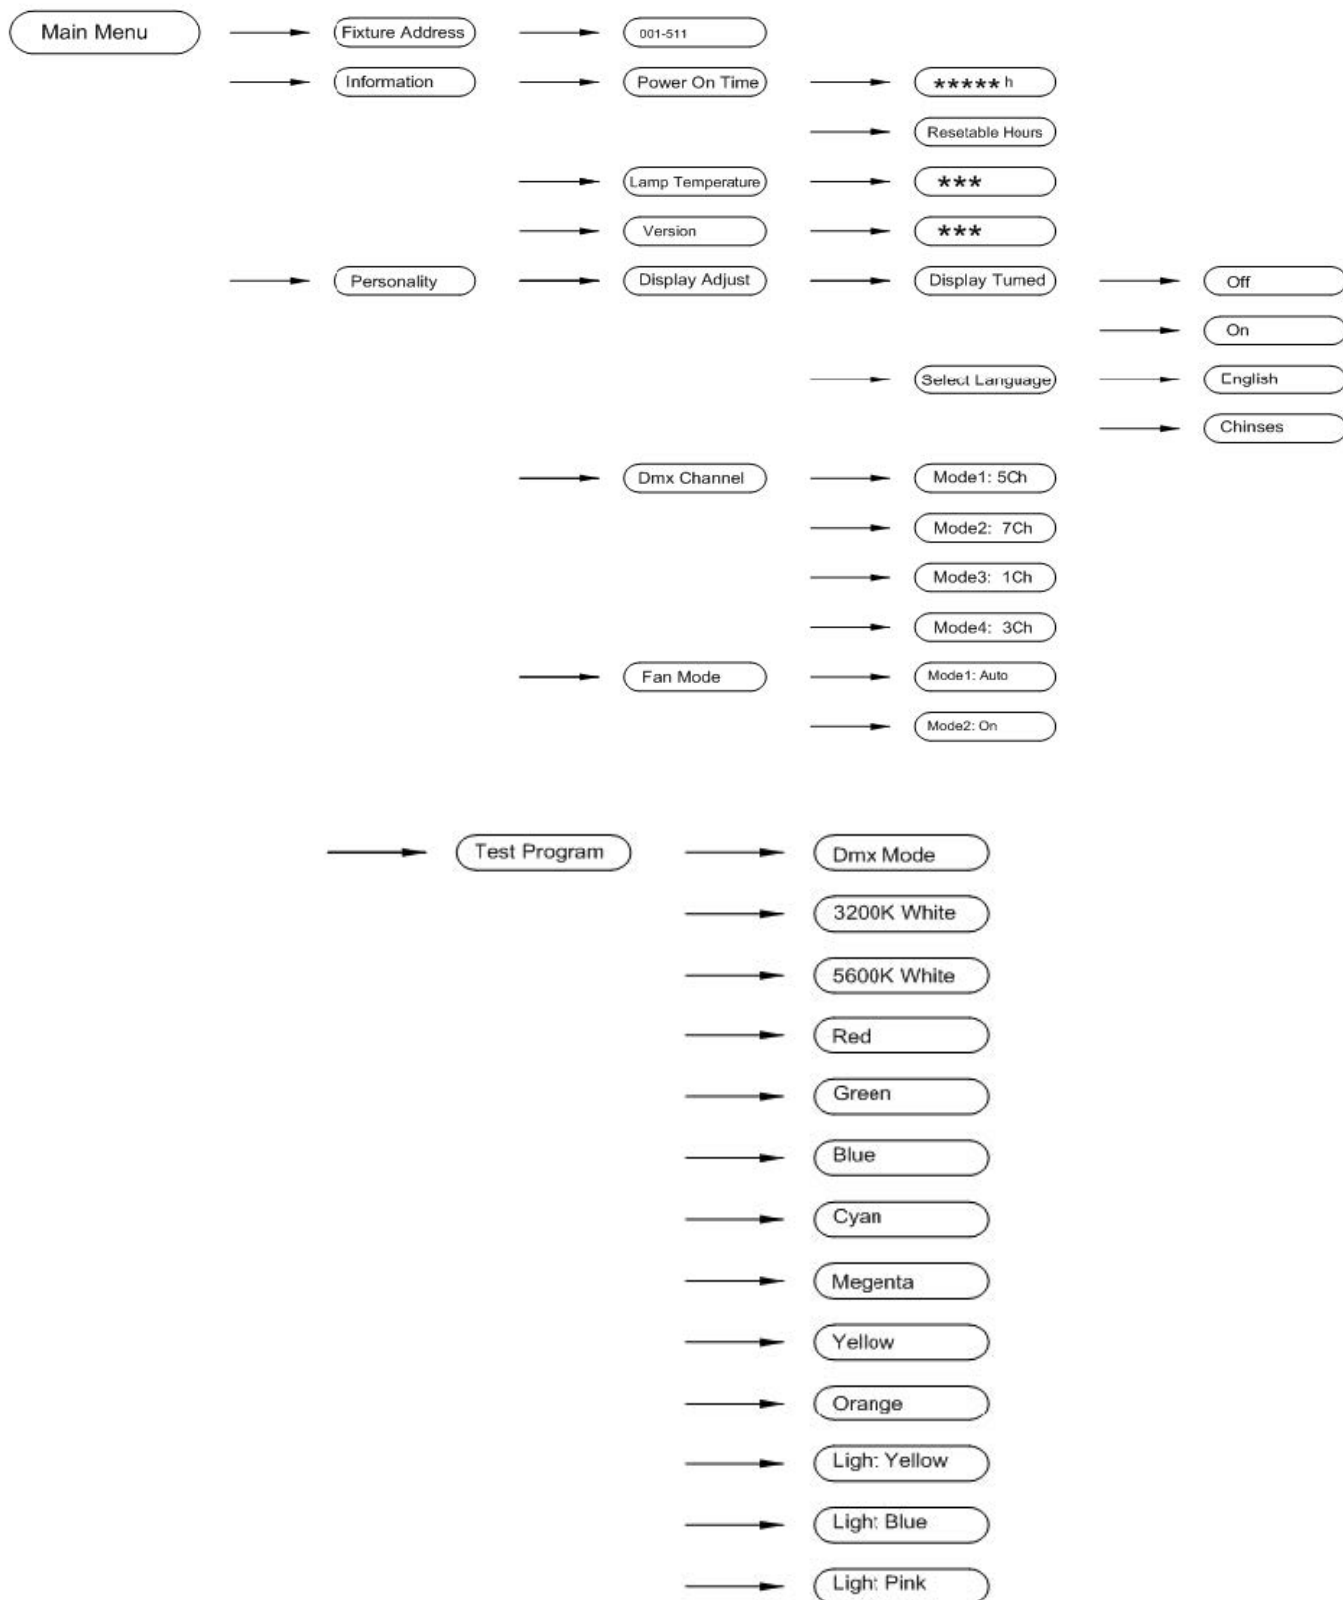 Main Menu
Fixture Address
001-511
Information
Power On Time
*****h
Resetable Hours
Lamp Temperature
***
Version
***
Personality
Display Adjust
Display Turned
Off
On
Select Language
English
Chinses
Dmx Channel
Mode1: 5Ch
Mode2: 7Ch
Mode3: 1Ch
Mode4: 3Ch
Fan Mode
Mode1: Auto
Mode2: On
Test Program
Dmx Mode
3200K White
5600K White
Red
Green
Blue
Cyan
Megenta
Yellow
Orange
Light Yellow
Light Blue
Light Pink